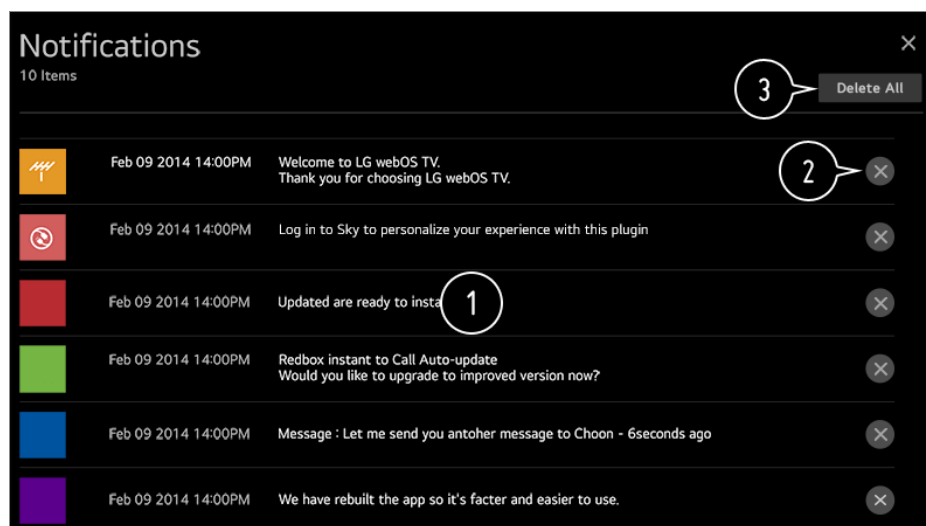 Notifications
10 Items
3
Delete All
Feb 09 2014 14:00PM
Welcome to LG webOS TV.
Thank you for choosing LG webOS TV.
2
Feb 09 2014 14:00PM
Log in to Sky to personalize your experience with this plugin
Feb 09 2014 14:00PM
Updated are ready to insta
1
Feb 09 2014 14:00PM
Redbox instant to Call Auto-update
Would you like to upgrade to improved version now?
Feb 09 2014 14:00PM
Message : Let me send you antoher message to Choon - 6seconds ago
Feb 09 2014 14:00PM
We have rebuilt the app so it's facter and easier to use.